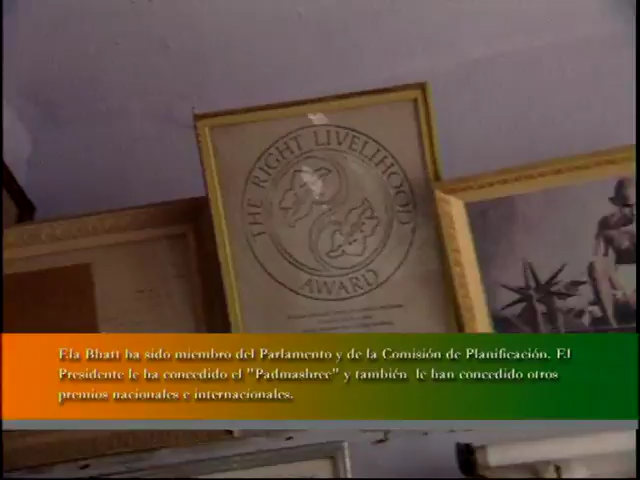 THE RIGHT LIVELIHOOD
AWARD
Ela Bhatt ha sido miembro del Parlamento y de la Comisión de Planificación. El
Presidente le ha concedido el "Padmashree" y también le han concedido otros
premios nacionales e internacionales.